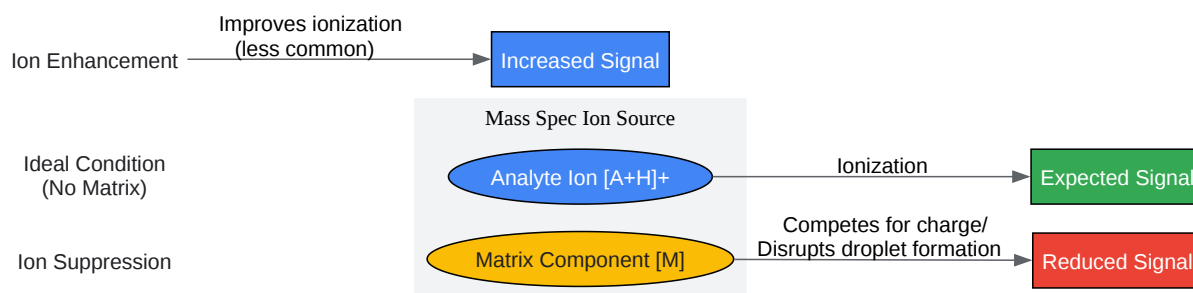 Improves ionization
(less common)
Ion Enhancement
Increased Signal
Mass Spec Ion Source
Ideal Condition
(No Matrix)
Analyte Ion [A+H]+
Ionization
Expected Signal
Ion Suppression
Matrix Component [M]
Competes for charge/
Disrupts droplet formation
Reduced Signal